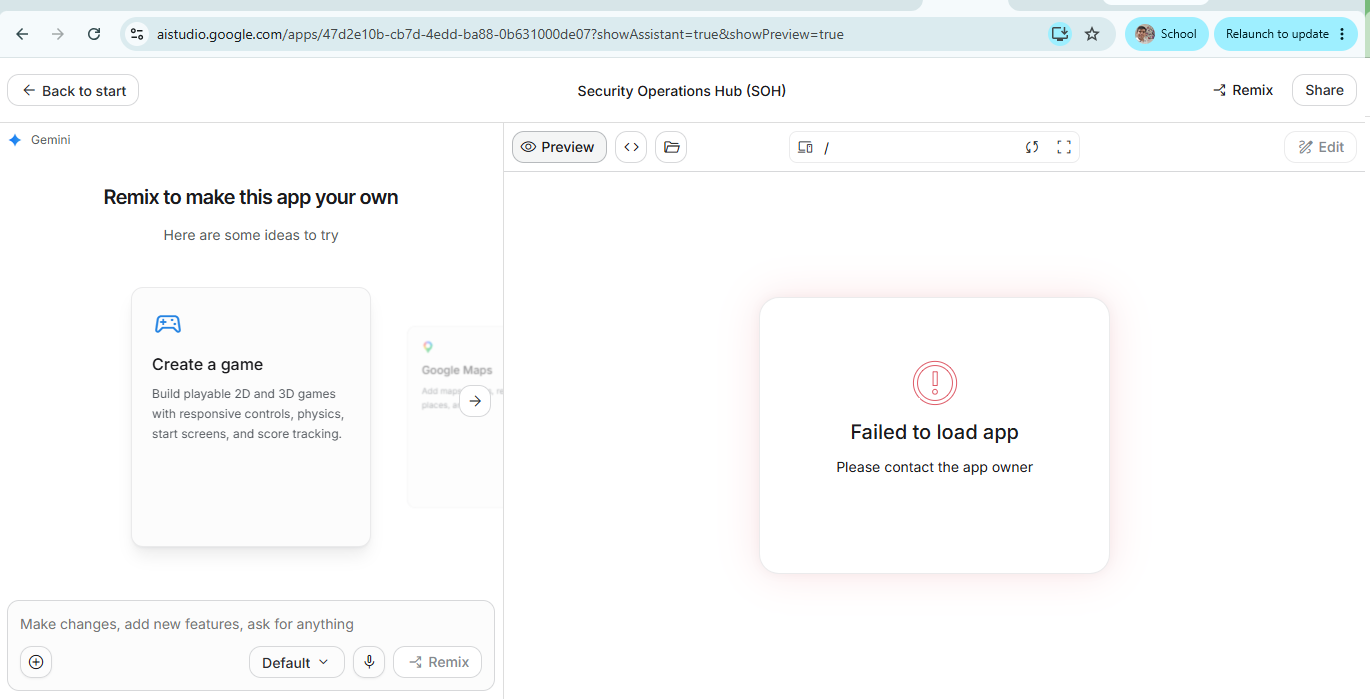 aistudio.google.com/apps/47d2e10b-cb7d-4edd-ba88-0b631000de07?showAssistant=true&showPreview=true
School
Relaunch to update
Back to start
Security Operations Hub (SOH)
Remix
Share
Gemini
Preview
/
Edit
Remix to make this app your own
Here are some ideas to try
Create a game
Build playable 2D and 3D games
with responsive controls, physics,
start screens, and score tracking.
Google Maps
Add
places,
Failed to load app
Please contact the app owner
Make changes, add new features, ask for anything
Default
Remix